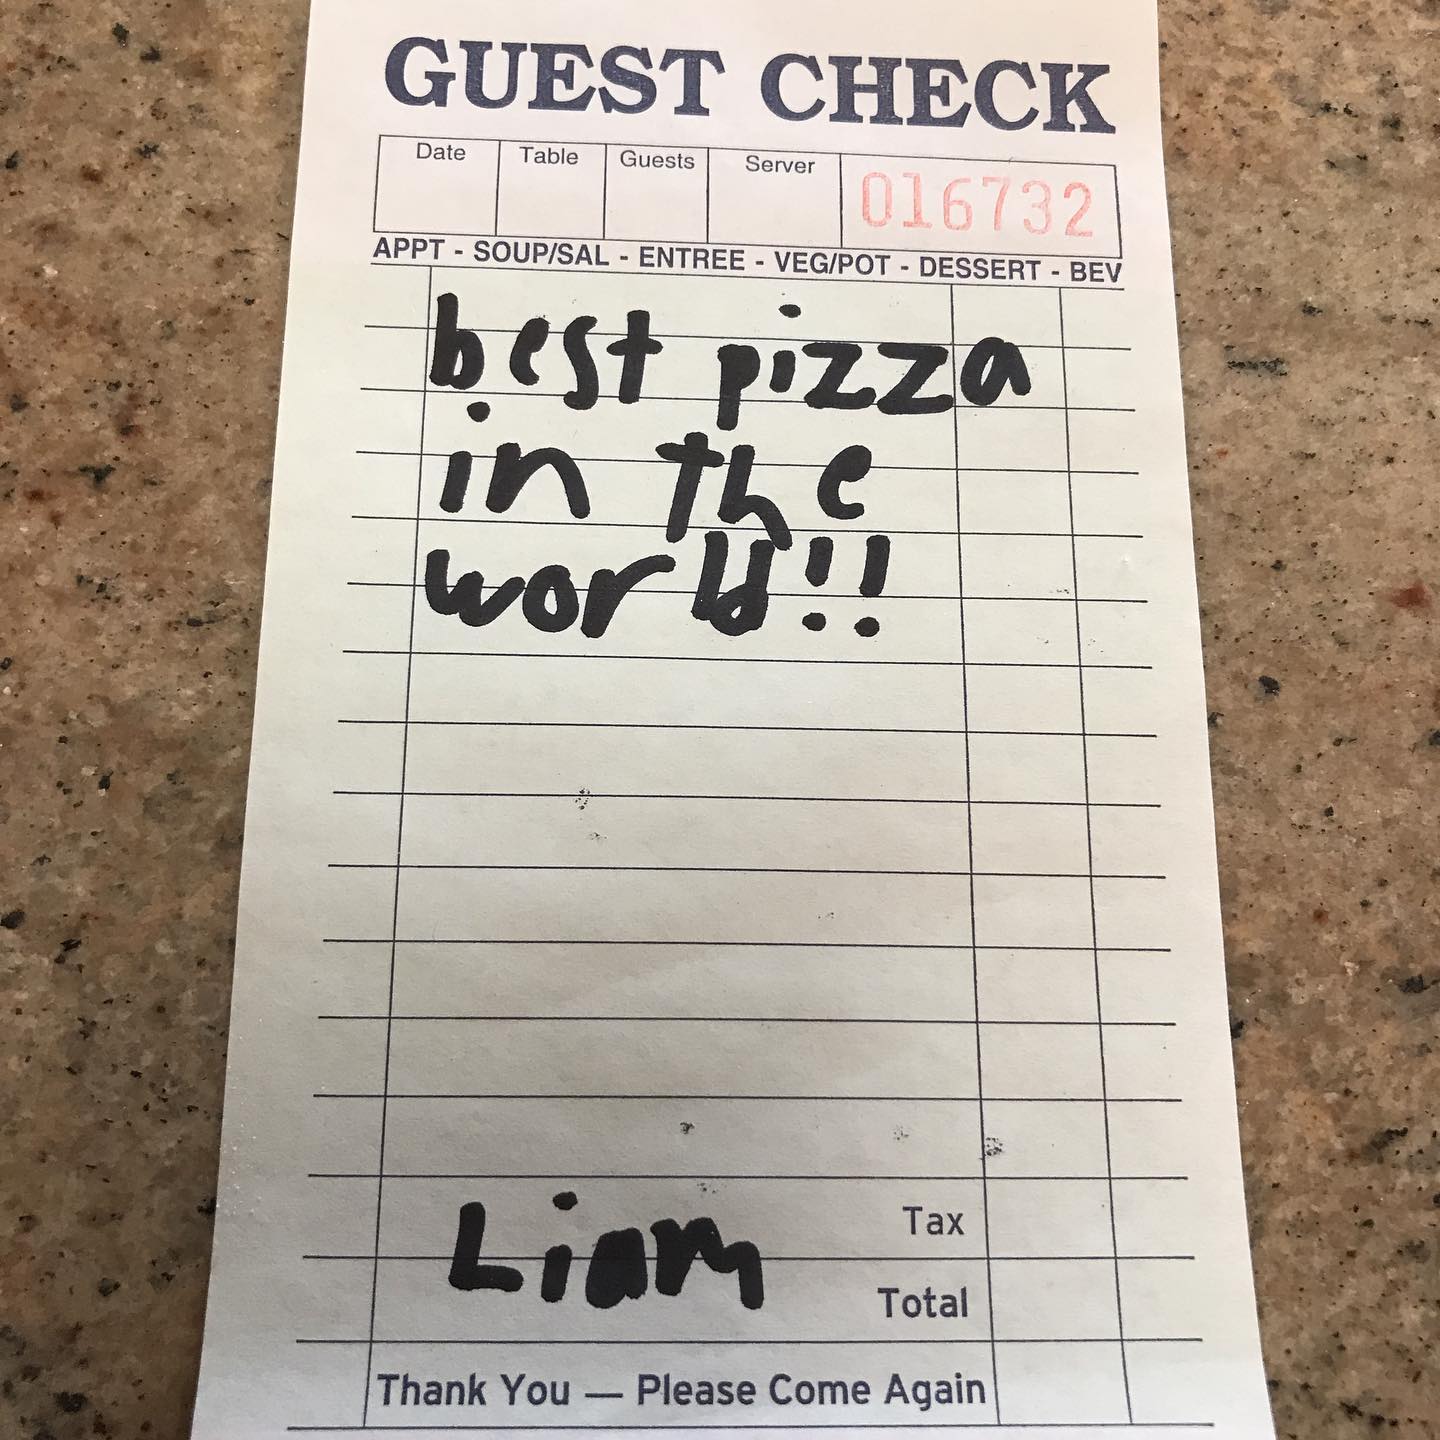 GUEST CHECK
Date Table Guests Server 016732
APPT - SOUP/SAL - ENTREE - VEG/POT - DESSERT - BEV
best pizza
in the
world!!
Liam
Tax
Total
Thank You — Please Come Again